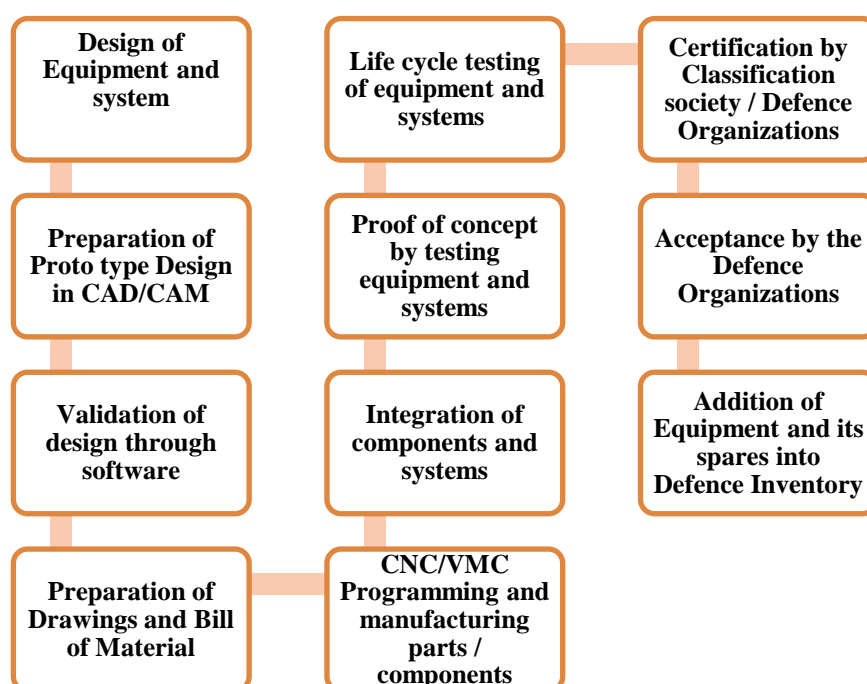 Design of
Equipment and
system
Preparation of
Proto type Design
in CAD/CAM
Validation of
design through
software
Preparation of
Drawings and Bill
of Material
CNC/VMC
Programming and
manufacturing
parts /
components
Integration of
components and
systems
Proof of concept
by testing
equipment and
systems
Life cycle testing
of equipment and
systems
Certification by
Classification
society / Defence
Organizations
Acceptance by the
Defence
Organizations
Addition of
Equipment and its
spares into
Defence Inventory